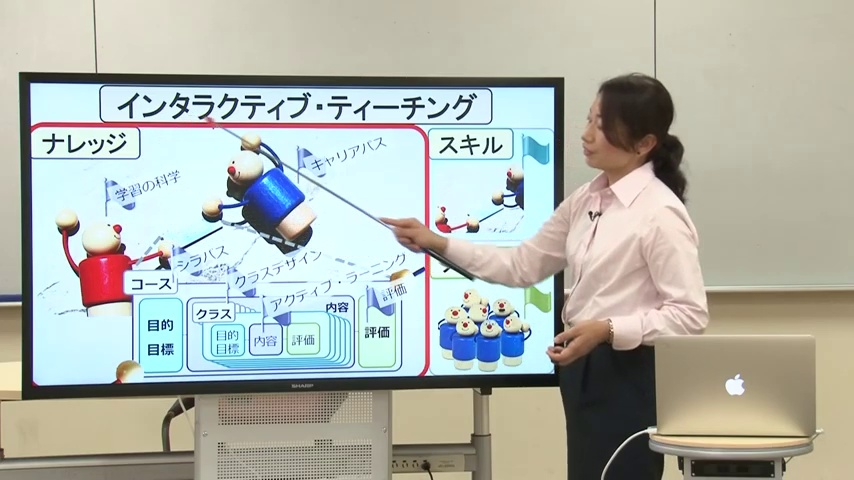 インタラクティブ・ティーチング
ナレッジ
スキル
学習の科学
キャリアパス
シラバス
クラスデザイン
アクティブ・ラーニング
評価
コース
目的
目標
クラス
内容
目的
目標
内容
評価
評価
SHARP